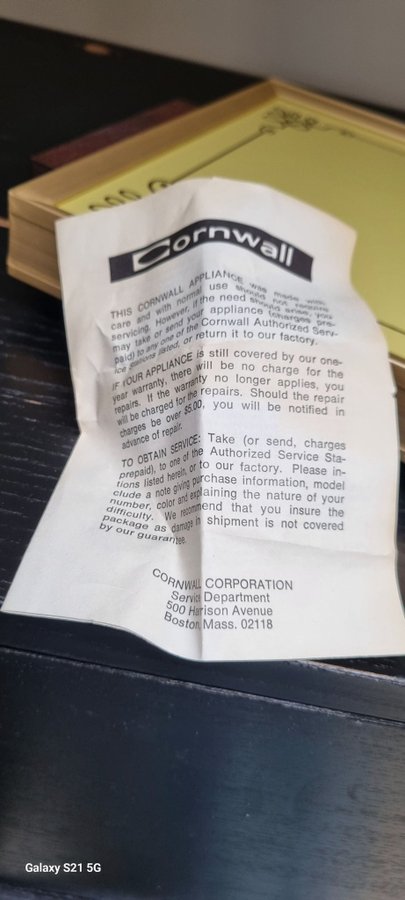 Cornwall
THIS CORNWALL APPLIANCE was made with
care and with normal use should not require
servicing. However, if the need should arise, you
may take or send your appliance (charges pre-
paid) to any one of the Cornwall Authorized Serv-
ice stations listed, or return it to our factory.
IF YOUR APPLIANCE is still covered by our one-
year warranty, there will be no charge for the
repairs. If the warranty no longer applies, you
will be charged for the repairs. Should the repair
charges be over $5.00, you will be notified in
advance of repair.
TO OBTAIN SERVICE: Take (or send, charges
prepaid), to one of the Authorized Service Sta-
tions listed herein, or to our factory. Please in-
clude a note giving purchase information, model
number, color and explaining the nature of your
difficulty. We recommend that you insure the
package as damage in shipment is not covered
by our guarantee.
CORNWALL CORPORATION
Service Department
500 Harrison Avenue
Boston, Mass. 02118
Galaxy S21 5G